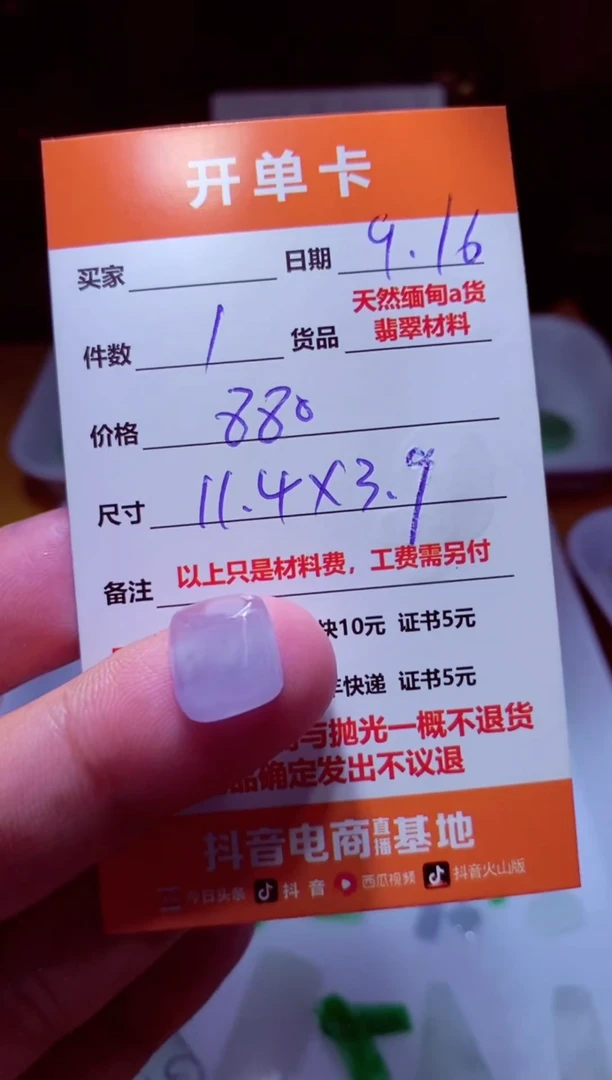 开单卡
买家 日期 9.16
件数 1 货品 天然缅甸a货
翡翠材料
价格 880
尺寸 11.4X3.9
备注 以上只是材料费，工费需另付
快10元 证书5元
快递 证书5元
与抛光一概不退货
品确定发出不议退
抖音电商直播基地
今日头条 抖音 西瓜视频 抖音火山版